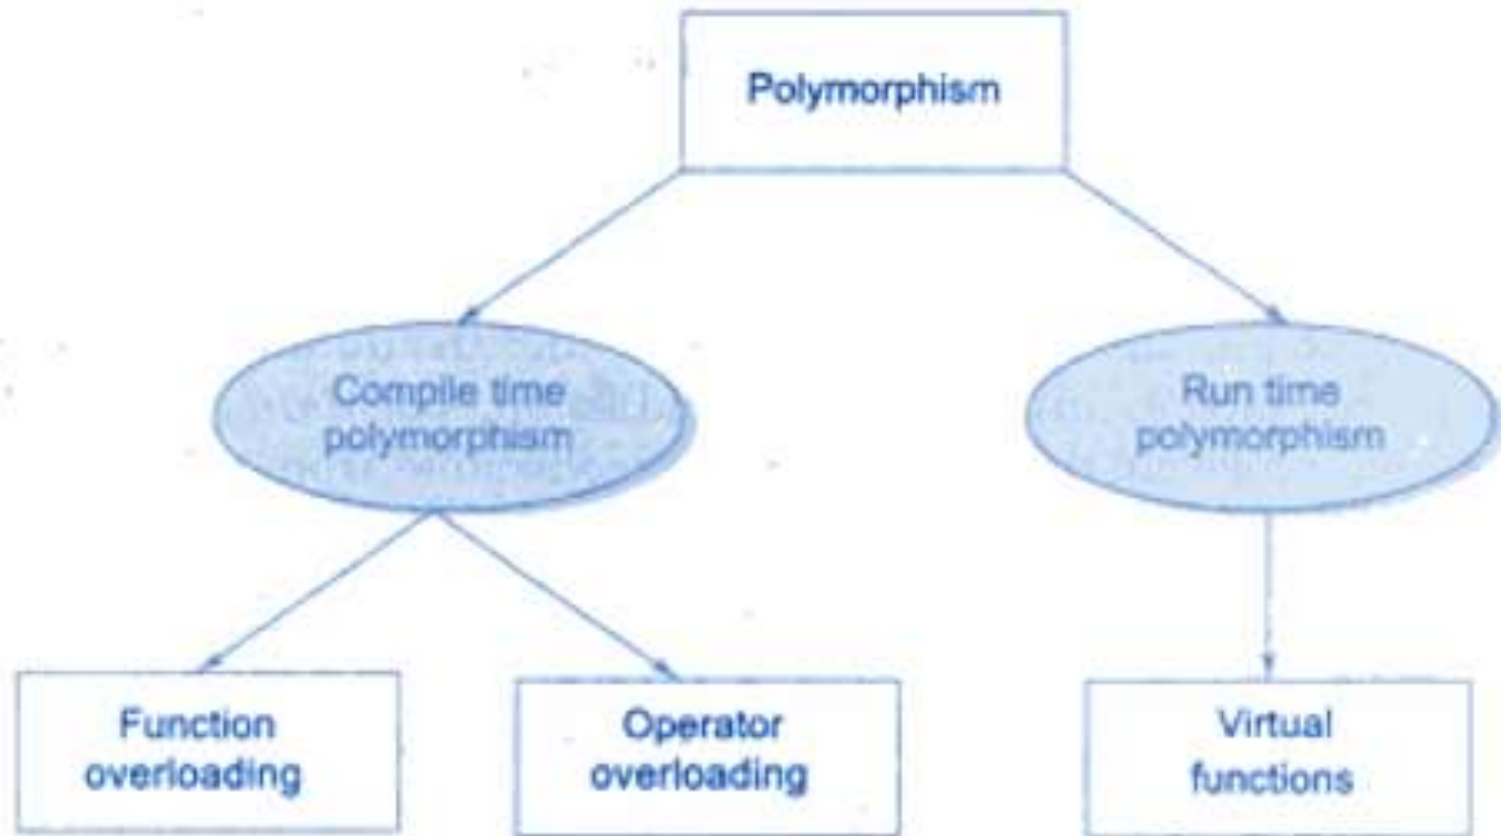 Polymorphism
Compile time
polymorphism
Run time
polymorphism
Function
overloading
Operator
overloading
Virtual
functions